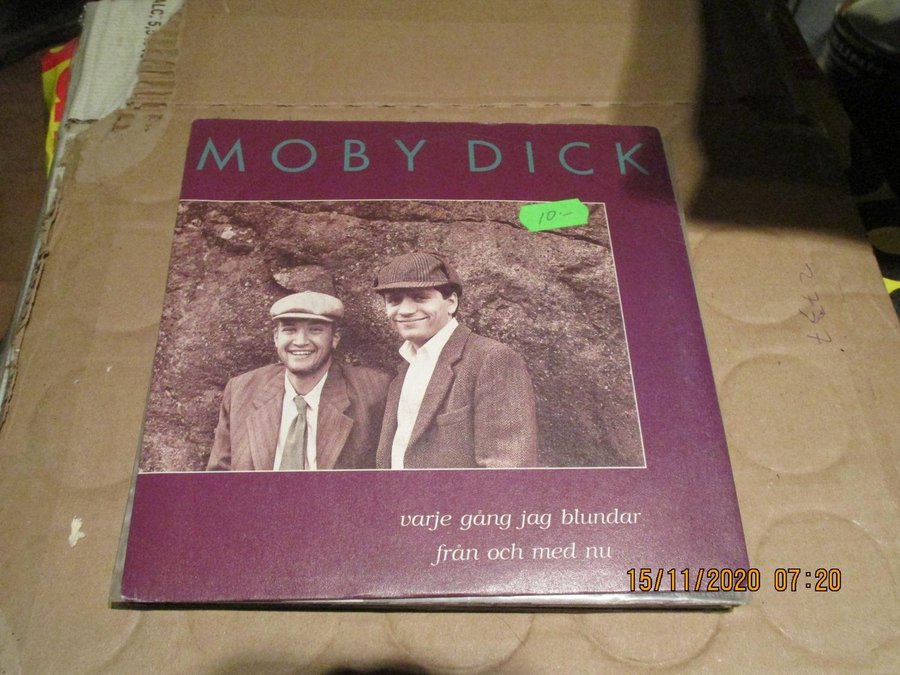 MOBY DICK
10:-
varje gång jag blundar
från och med nu
15/11/2020 07:20